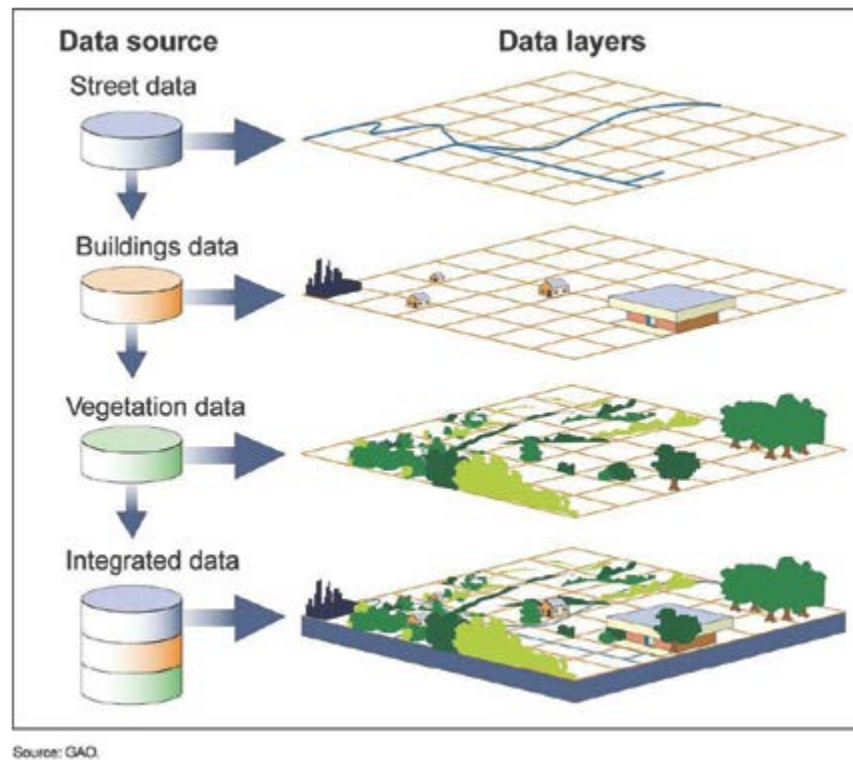 Data source
Data layers
Street data
Buildings data
Vegetation data
Integrated data
Source: GAO.